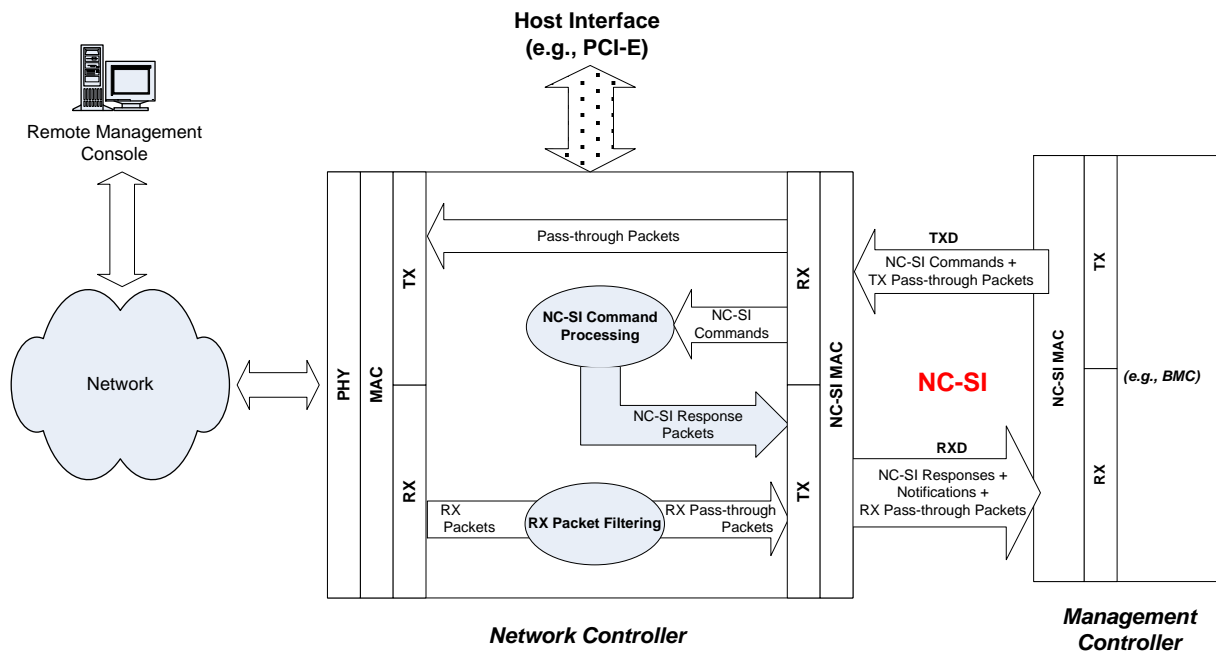 Host Interface
(e.g., PCI-E)
Remote Management
Console
Network
PHY
MAC
TX
RX
Pass-through Packets
NC-SI Command
Processing
NC-SI
Commands
NC-SI Response
Packets
RX
Packets
RX Packet Filtering
RX Pass-through
Packets
RX
TX
NC-SI MAC
Network Controller
TXD
NC-SI Commands +
TX Pass-through Packets
NC-SI
RXD
NC-SI Responses +
Notifications +
RX Pass-through Packets
NC-SI MAC
TX
RX
(e.g., BMC)
Management
Controller